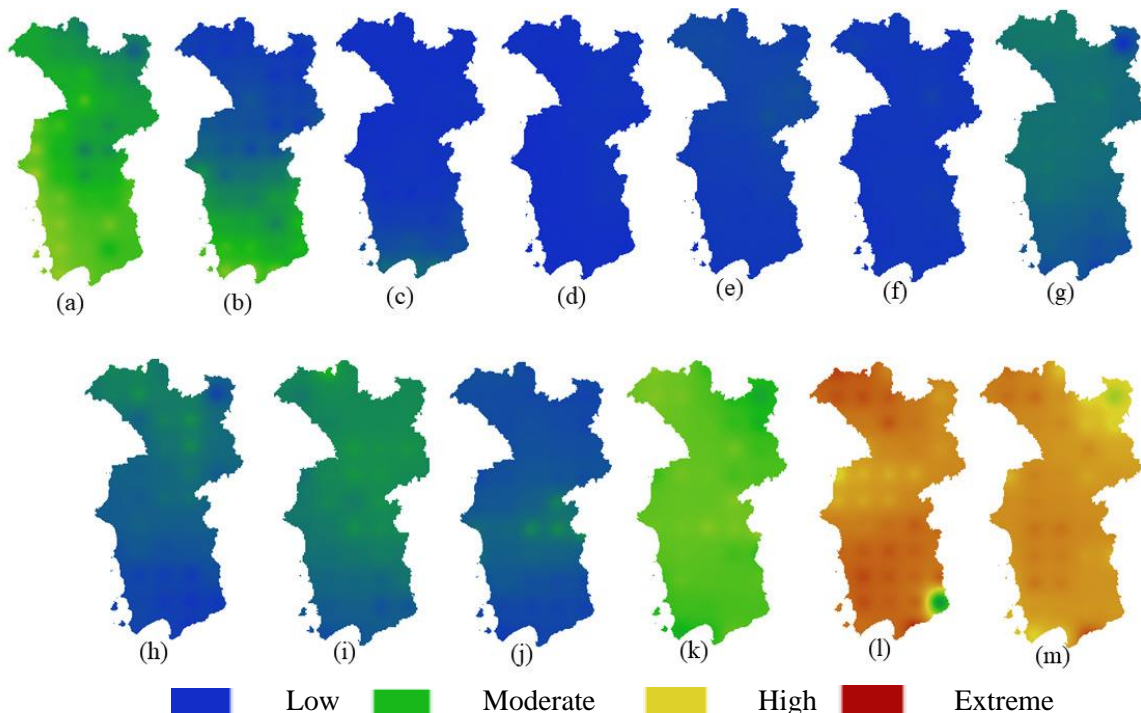 (a) (b) (c) (d) (e) (f) (g)
(h) (i) (j) (k) (l) (m)
Low Moderate High Extreme